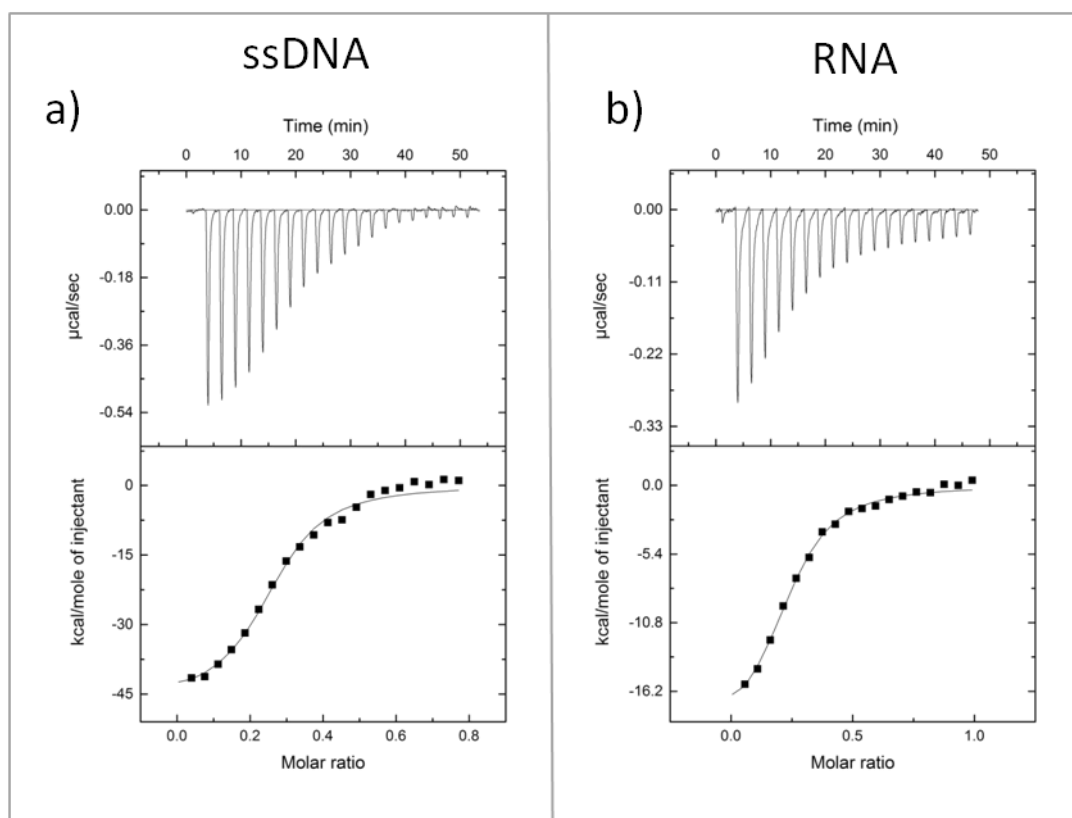 ssDNA
a)
Time (min)
0 10 20 30 40 50
0.00
-0.18
-0.36
-0.54
µcal/sec
0
-15
-30
-45
kcal/mole of injectant
0.0 0.2 0.4 0.6 0.8
Molar ratio
RNA
b)
Time (min)
0 10 20 30 40 50
0.00
-0.11
-0.22
-0.33
µcal/sec
0.0
-5.4
-10.8
-16.2
kcal/mole of injectant
0.0 0.5 1.0
Molar ratio